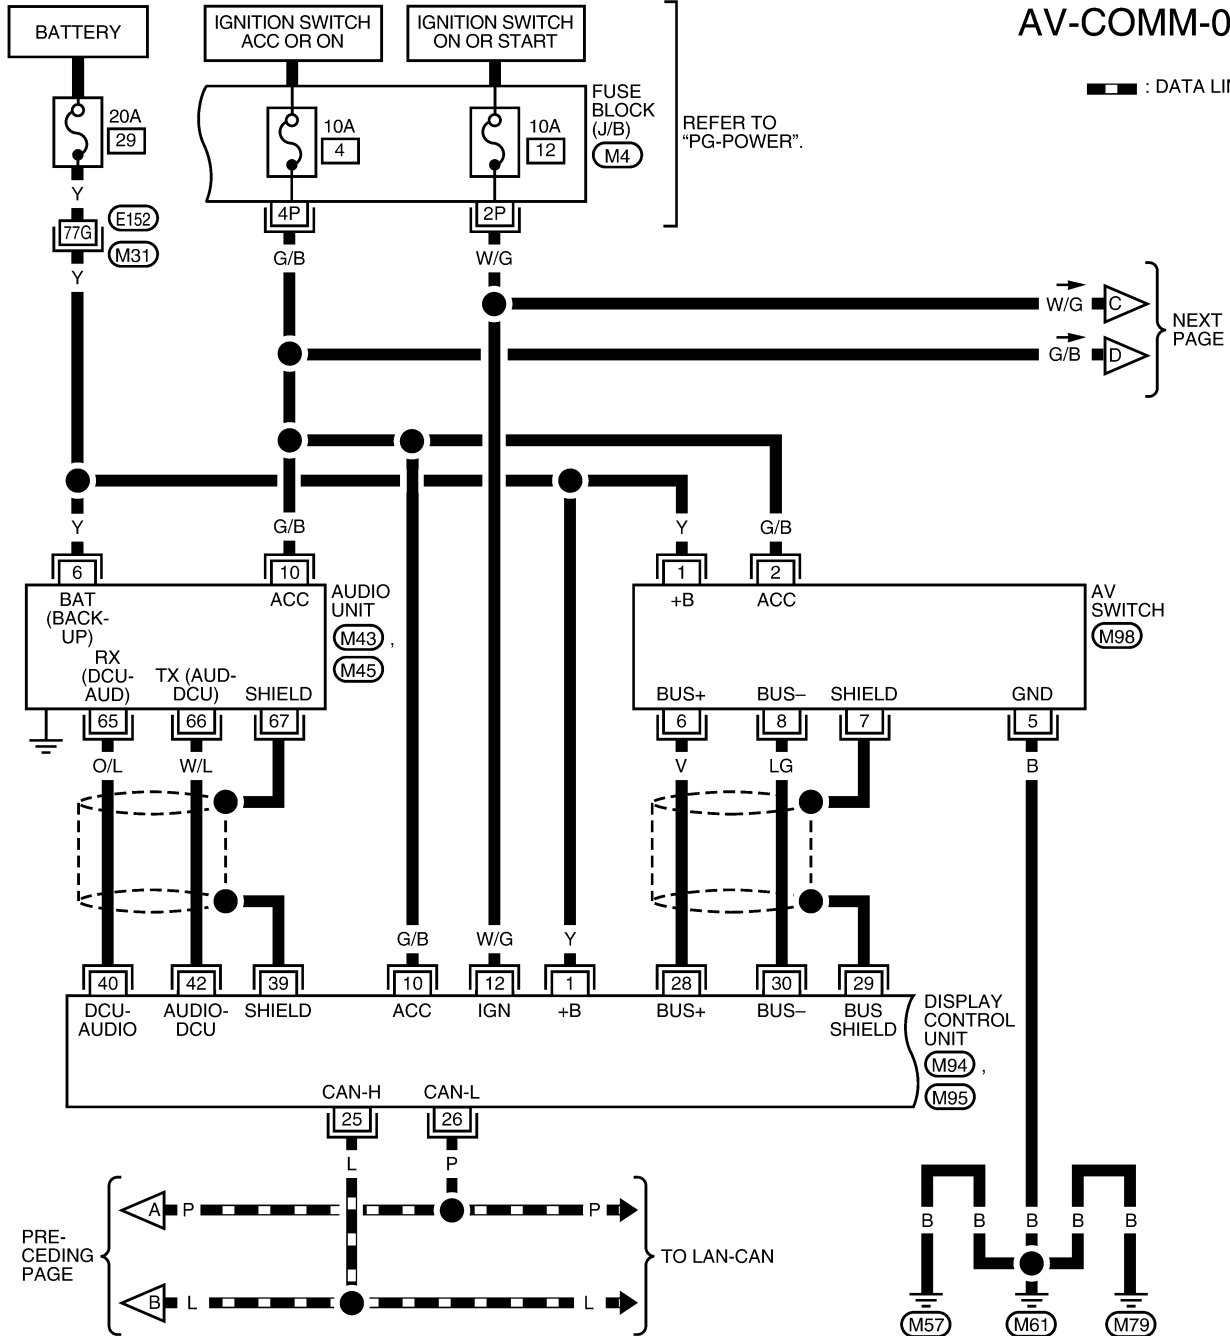 AV-COMM-0
BATTERY
IGNITION SWITCH
ACC OR ON
IGNITION SWITCH
ON OR START
: DATA LIN
20A
29
10A
4
10A
12
FUSE
BLOCK
(J/B)
M4
REFER TO
“PG-POWER”.
Y
77G
E152
M31
4P
2P
Y
G/B
W/G
W/G
C
G/B
D
NEXT
PAGE
Y
G/B
Y
G/B
6
10
1
2
BAT
(BACK-
UP)
ACC
AUDIO
UNIT
M43 ,
M45
+B
ACC
AV
SWITCH
M98
RX
(DCU-
AUD)
TX (AUD-
DCU)
SHIELD
BUS+
BUS–
SHIELD
GND
65
66
67
6
8
7
5
O/L
W/L
V
LG
B
G/B
W/G
Y
40
42
39
10
12
1
28
30
29
DCU-
AUDIO
AUDIO-
DCU
SHIELD
ACC
IGN
+B
BUS+
BUS–
BUS
SHIELD
DISPLAY
CONTROL
UNIT
M94 ,
M95
CAN-H
CAN-L
25
26
L
P
A
P
P
PRE-
CEDING
PAGE
TO LAN-CAN
B
L
L
B
B
B
B
B
M57
M61
M79